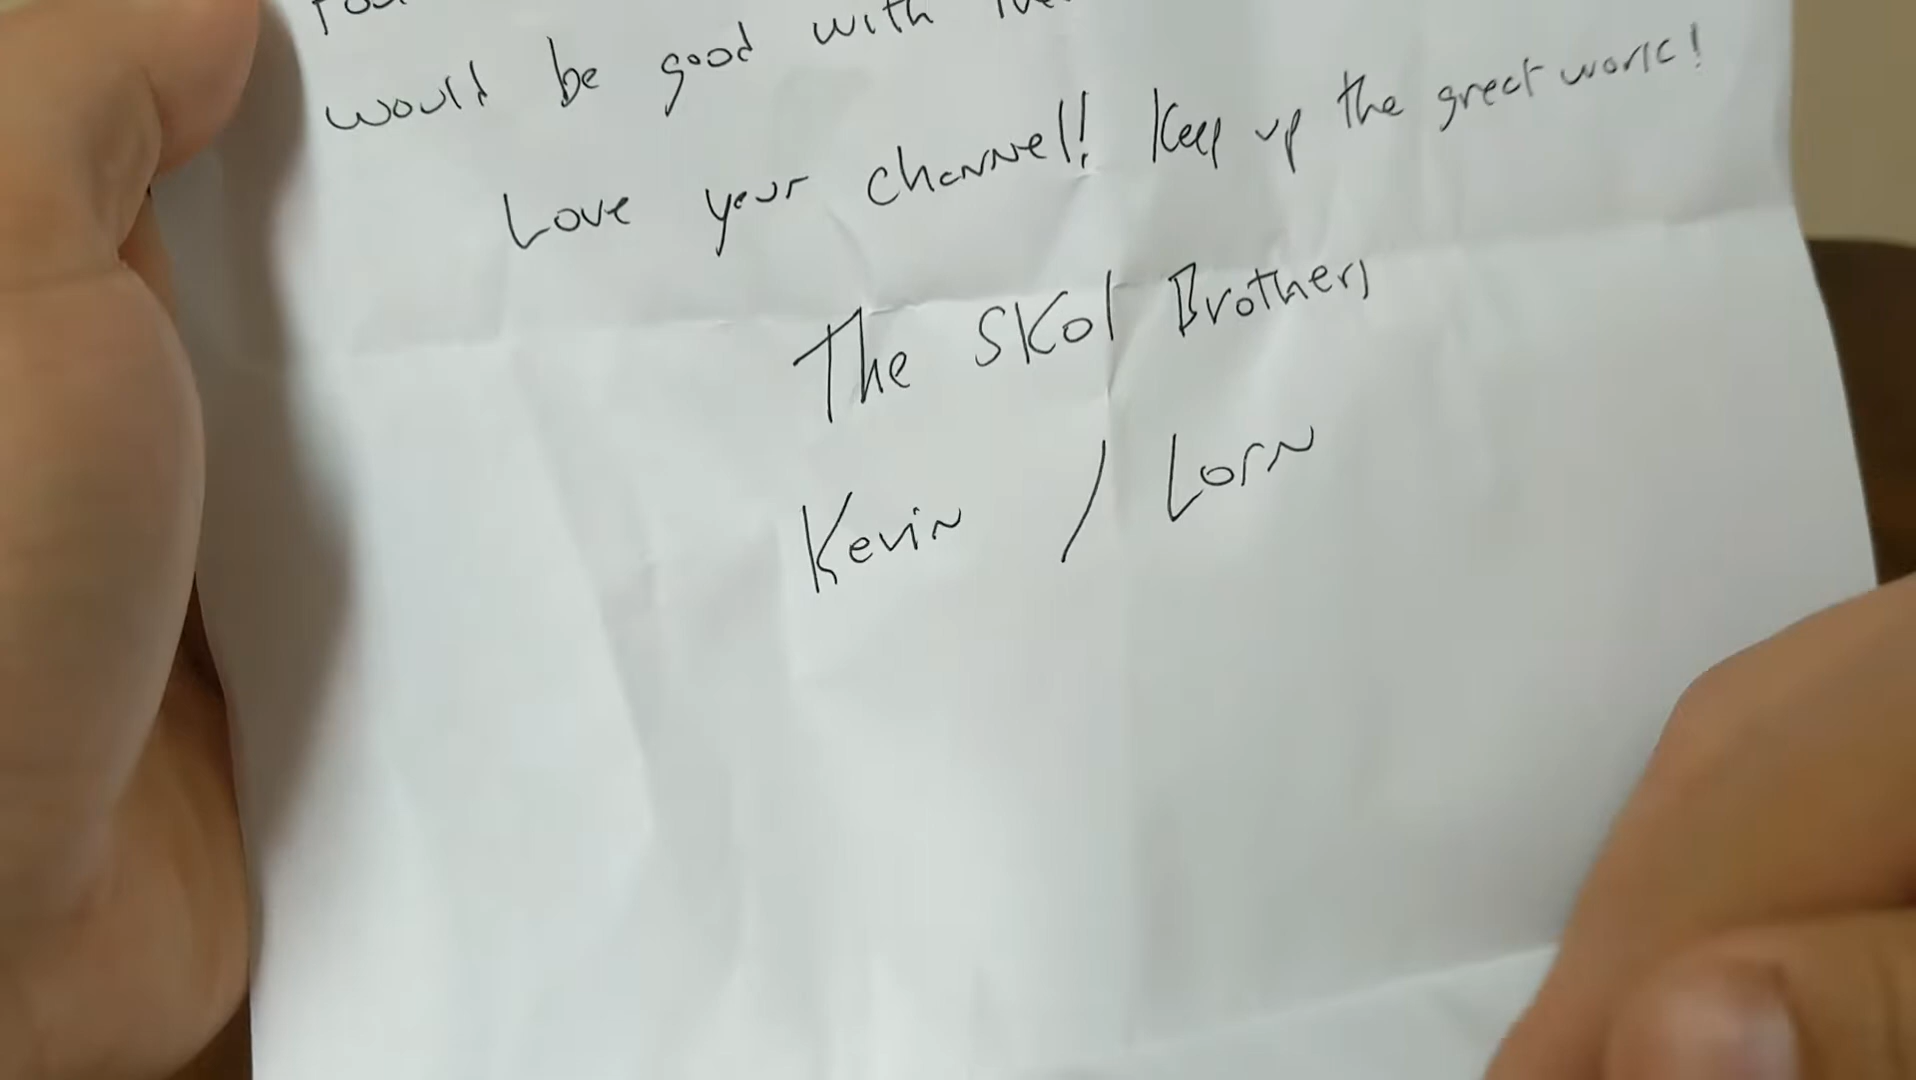 would be good with
Love your channel! Keep up the great work!
The SKol Brothers
Kevin / Lorn